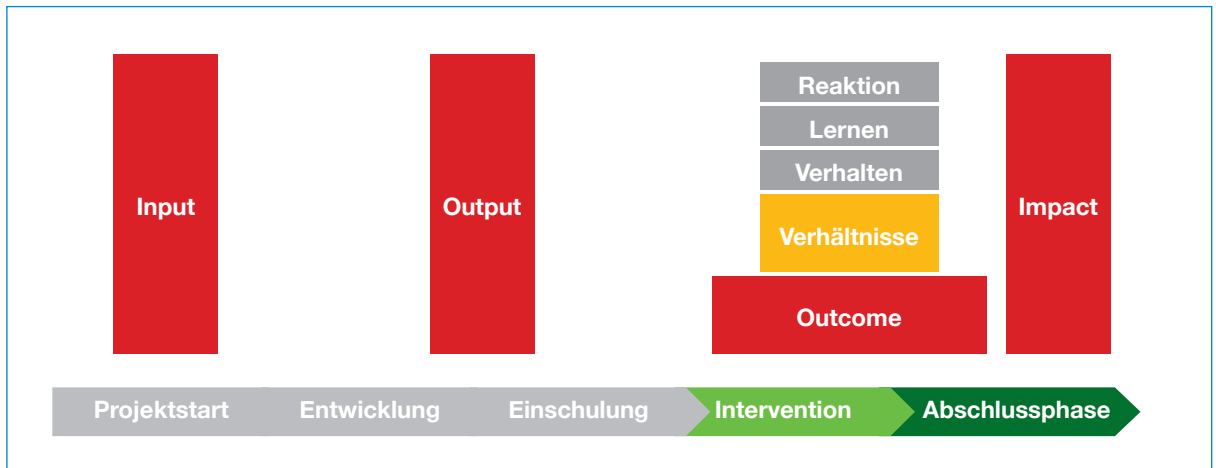 Input
Output
Reaktion
Lernen
Verhalten
Verhältnisse
Outcome
Impact
Projektstart
Entwicklung
Einschulung
Intervention
Abschlussphase